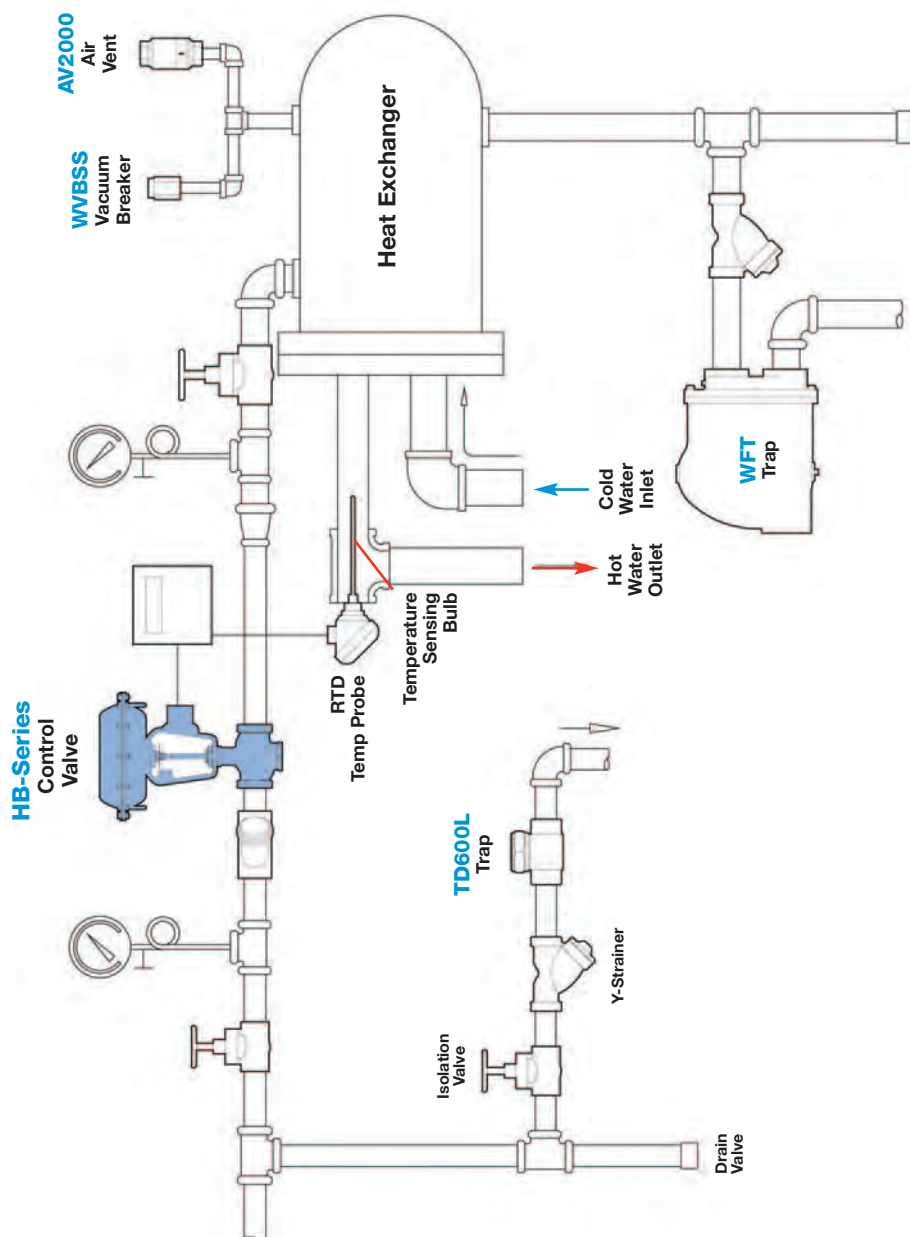 AV2000
Air
Vent
WVBSS
Vacuum
Breaker
HB-Series
Control
Valve
Heat Exchanger
RTD
Temp Probe
Temperature
Sensing
Bulb
Hot
Water
Outlet
Cold
Water
Inlet
WFT
Trap
TD600L
Trap
Y-Strainer
Isolation
Valve
Drain
Valve